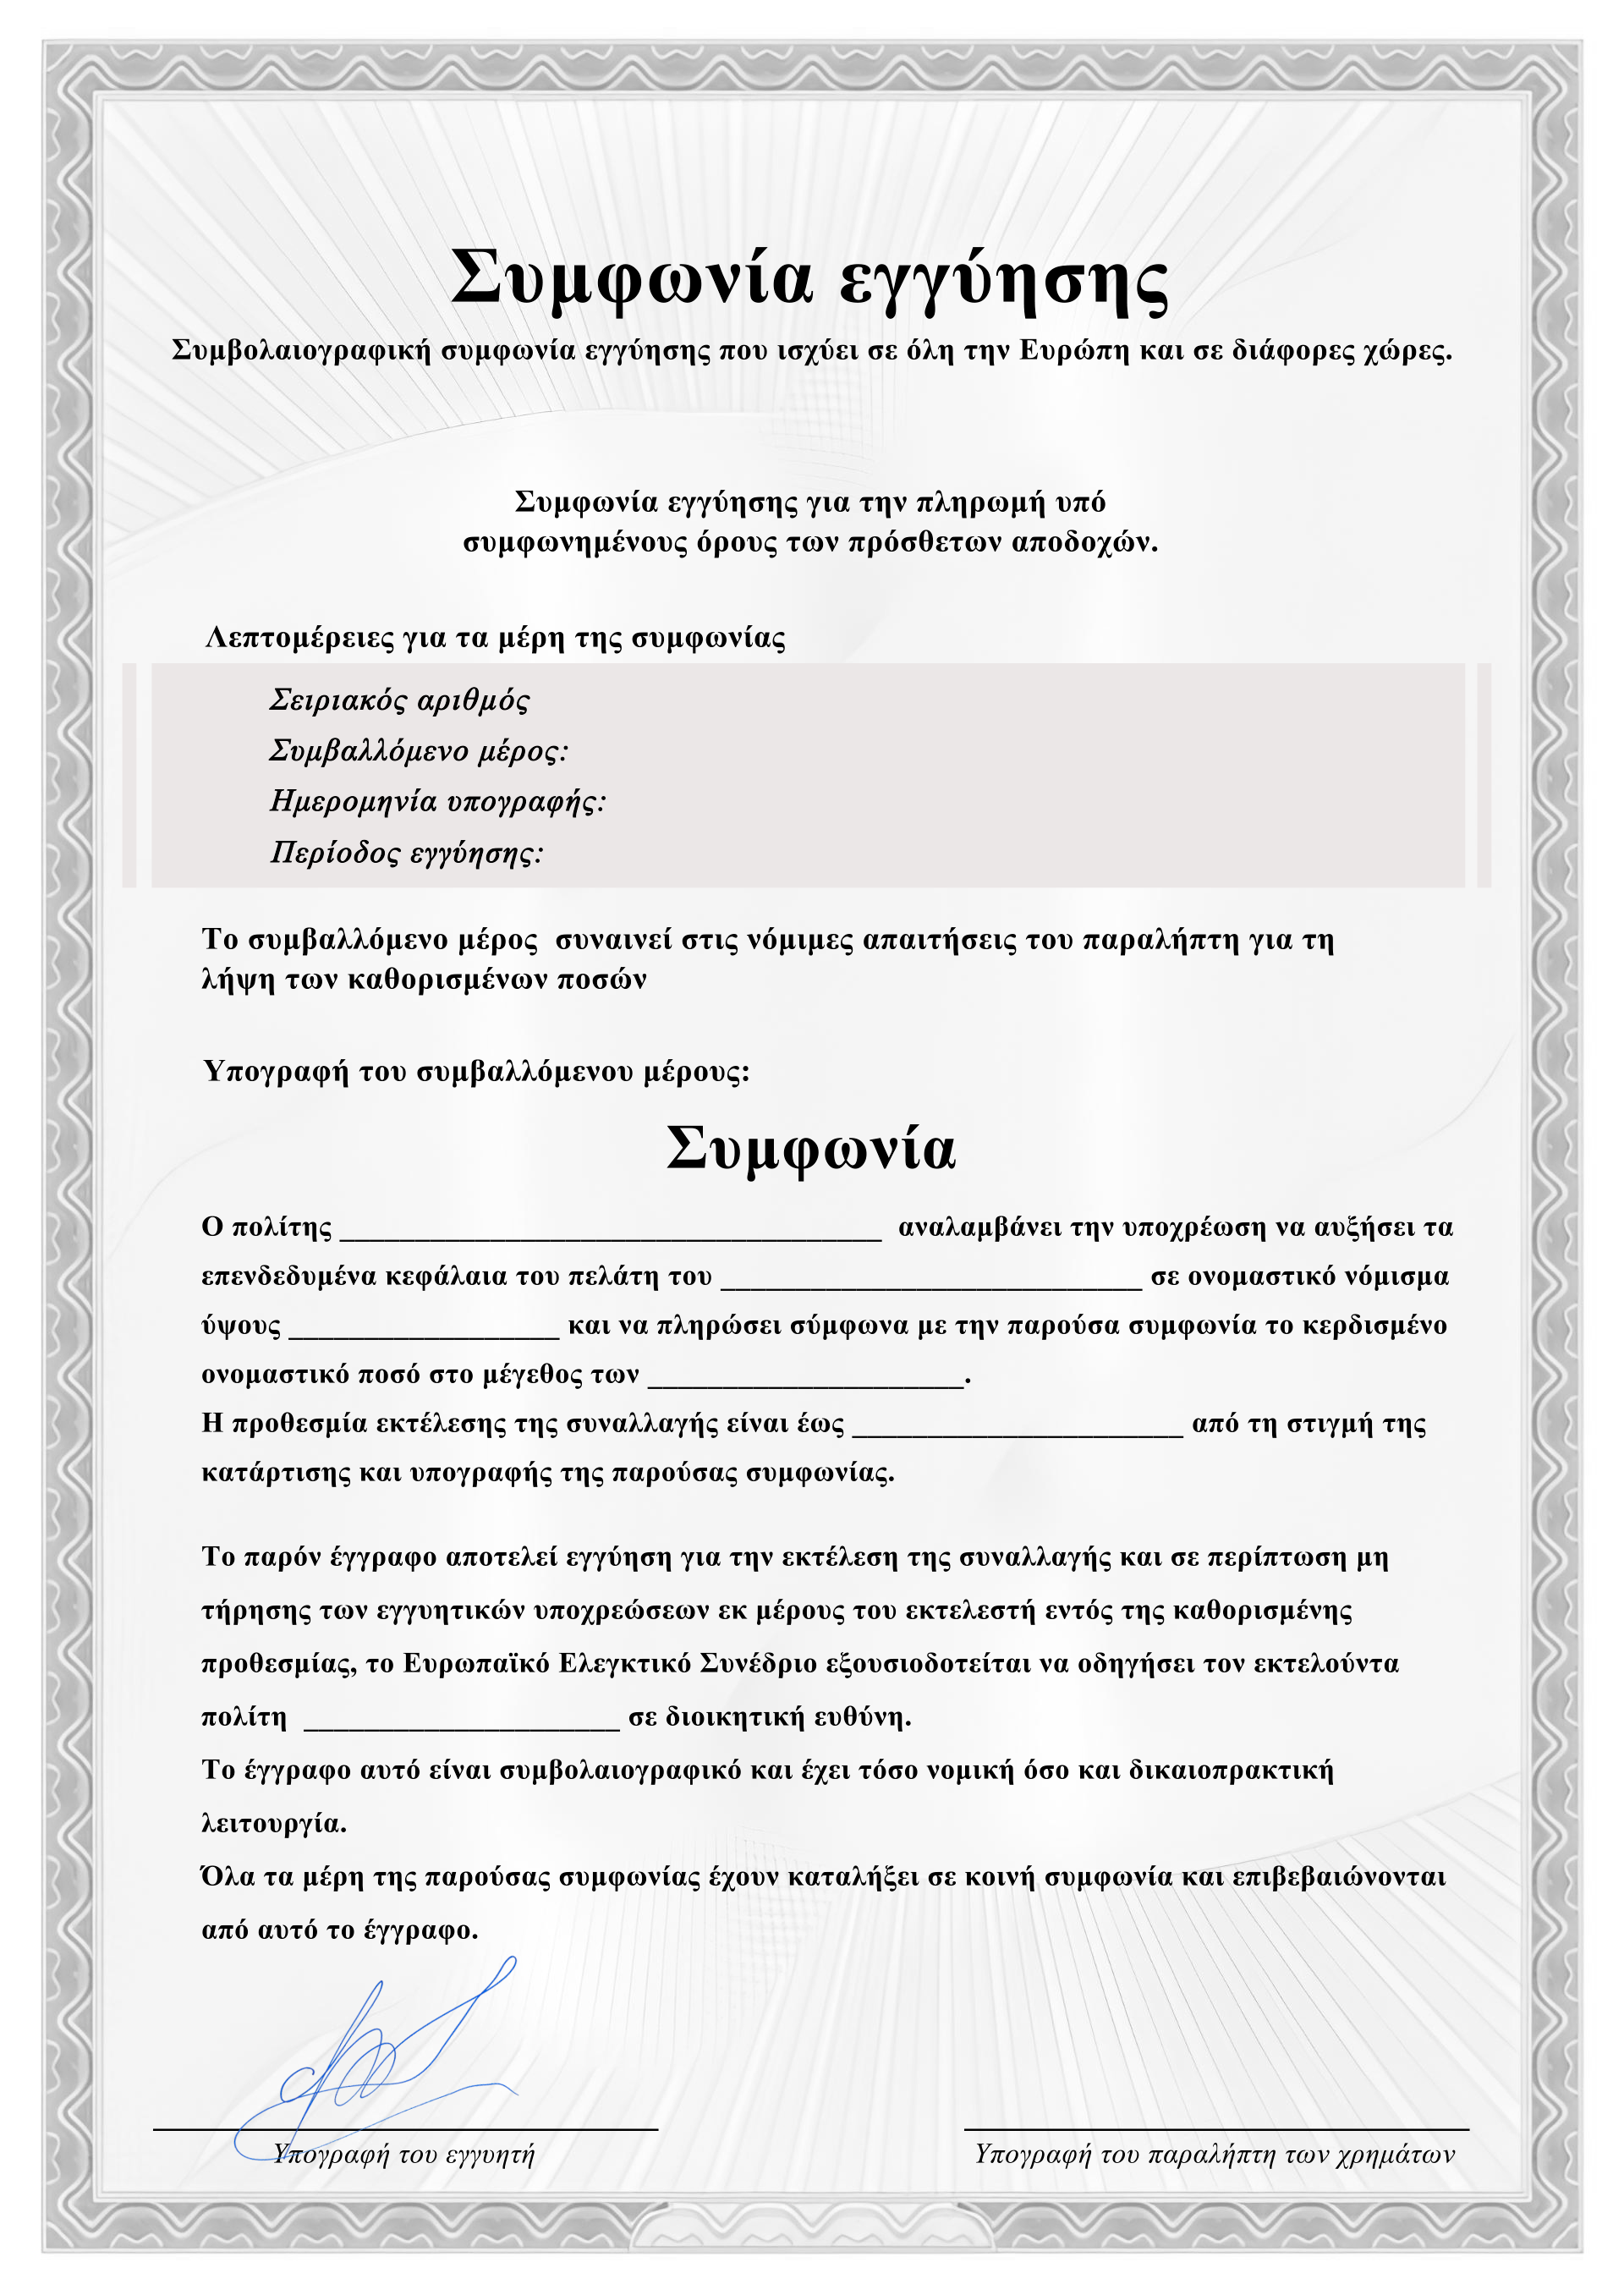 Συμφωνία εγγύησης
Συμβολαιογραφική συμφωνία εγγύησης που ισχύει σε όλη την Ευρώπη και σε διάφορες χώρες.
Συμφωνία εγγύησης για την πληρωμή υπό
συμφωνημένους όρους των πρόσθετων αποδοχών.
Λεπτομέρειες για τα μέρη της συμφωνίας
Σειριακός αριθμός
Συμβαλλόμενο μέρος:
Ημερομηνία υπογραφής:
Περίοδος εγγύησης:
Το συμβαλλόμενο μέρος συναινεί στις νόμιμες απαιτήσεις του παραλήπτη για τη
λήψη των καθορισμένων ποσών
Υπογραφή του συμβαλλόμενου μέρους:
Συμφωνία
Ο πολίτης ____________________________________ αναλαμβάνει την υποχρέωση να αυξήσει τα
επενδεδυμένα κεφάλαια του πελάτη του ____________________________ σε ονομαστικό νόμισμα
ύψους __________________ και να πληρώσει σύμφωνα με την παρούσα συμφωνία το κερδισμένο
ονομαστικό ποσό στο μέγεθος των _____________________.
Η προθεσμία εκτέλεσης της συναλλαγής είναι έως ______________________ από τη στιγμή της
κατάρτισης και υπογραφής της παρούσας συμφωνίας.
Το παρόν έγγραφο αποτελεί εγγύηση για την εκτέλεση της συναλλαγής και σε περίπτωση μη
τήρησης των εγγυητικών υποχρεώσεων εκ μέρους του εκτελεστή εντός της καθορισμένης
προθεσμίας, το Ευρωπαϊκό Ελεγκτικό Συνέδριο εξουσιοδοτείται να οδηγήσει τον εκτελούντα
πολίτη _____________________ σε διοικητική ευθύνη.
Το έγγραφο αυτό είναι συμβολαιογραφικό και έχει τόσο νομική όσο και δικαιοπρακτική
λειτουργία.
Όλα τα μέρη της παρούσας συμφωνίας έχουν καταλήξει σε κοινή συμφωνία και επιβεβαιώνονται
από αυτό το έγγραφο.
Υπογραφή του εγγυητή
Υπογραφή του παραλήπτη των χρημάτων